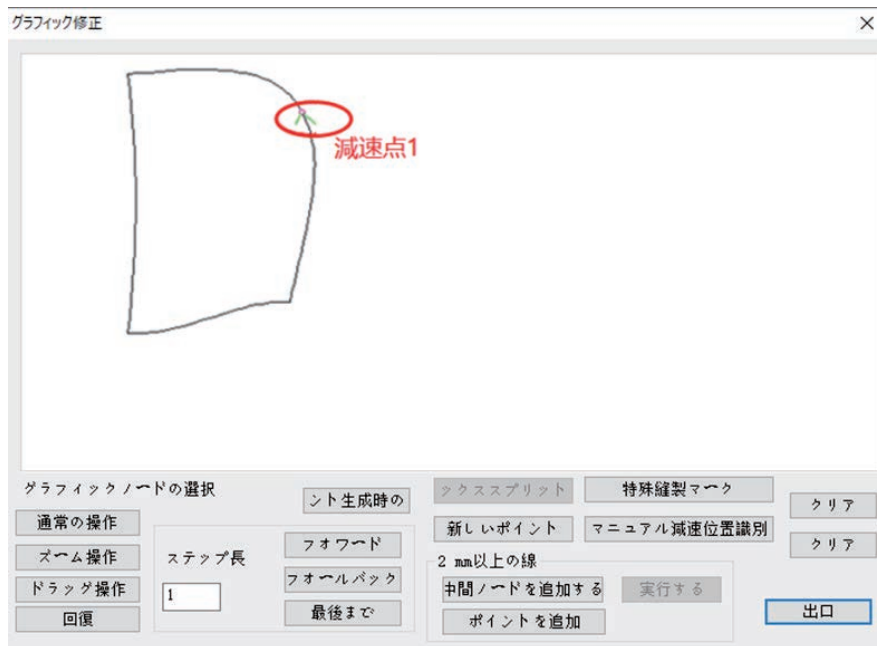 グラフィック修正
減速点1
グラフィックノードの選択
ント生成時の
ックススプリット
特殊縫製マーク
クリア
通常の操作
新しいポイント
マニュアル減速位置識別
クリア
ズーム操作
ステップ長
フオワード
2 mm以上の線
ドラッグ操作
1
フオールバック
中間ノードを追加する
実行する
回復
最後まで
ポイントを追加
出口